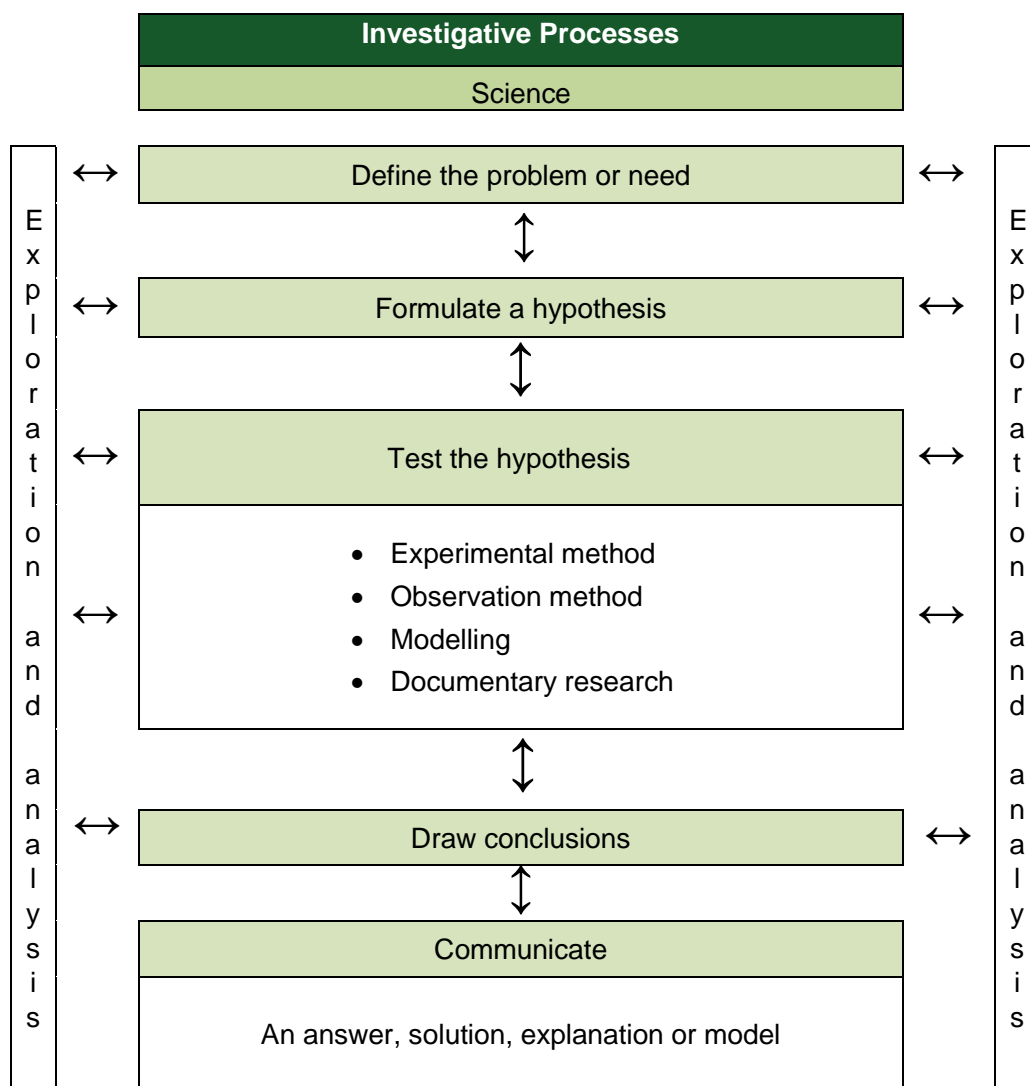 Investigative Processes
Science
Define the problem or need
Formulate a hypothesis
Test the hypothesis
• Experimental method
• Observation method
• Modelling
• Documentary research
Draw conclusions
Communicate
An answer, solution, explanation or model
Exploration and analysis
Exploration and analysis